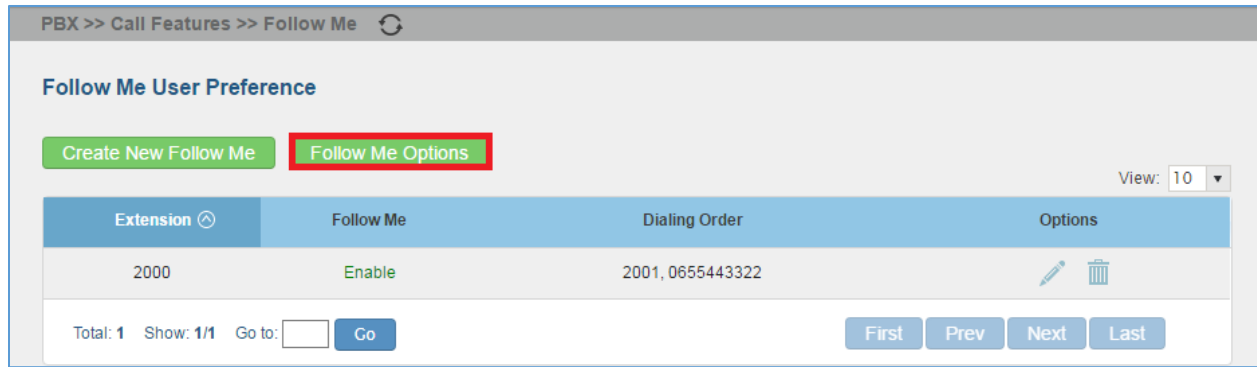 PBX >> Call Features >> Follow Me
Follow Me User Preference
Create New Follow Me Follow Me Options
View: 10
Extension Follow Me Dialing Order Options
2000 Enable 2001, 0655443322
Total: 1 Show: 1/1 Go to: Go First Prev Next Last